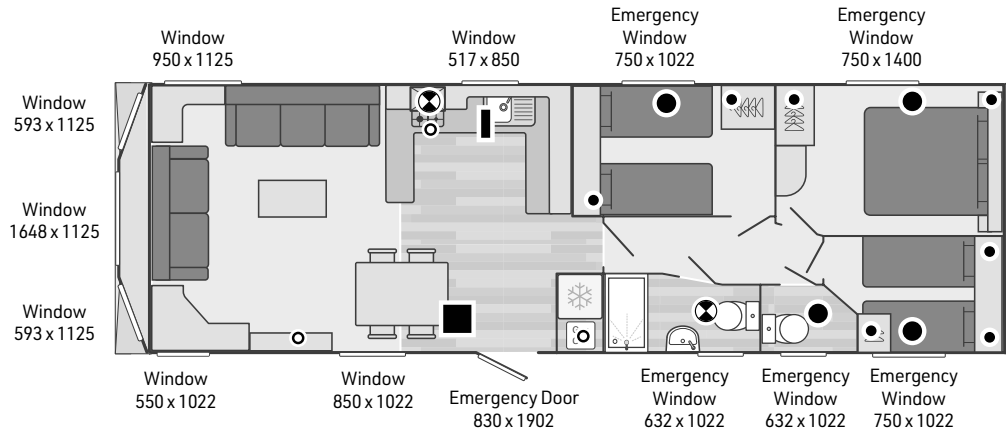 Window
950 x 1125
Window
517 x 850
Emergency
Window
750 x 1022
Emergency
Window
750 x 1400
Window
593 x 1125
Window
1648 x 1125
Window
593 x 1125
Window
550 x 1022
Window
850 x 1022
Emergency Door
830 x 1902
Emergency
Window
632 x 1022
Emergency
Window
632 x 1022
Emergency
Window
750 x 1022